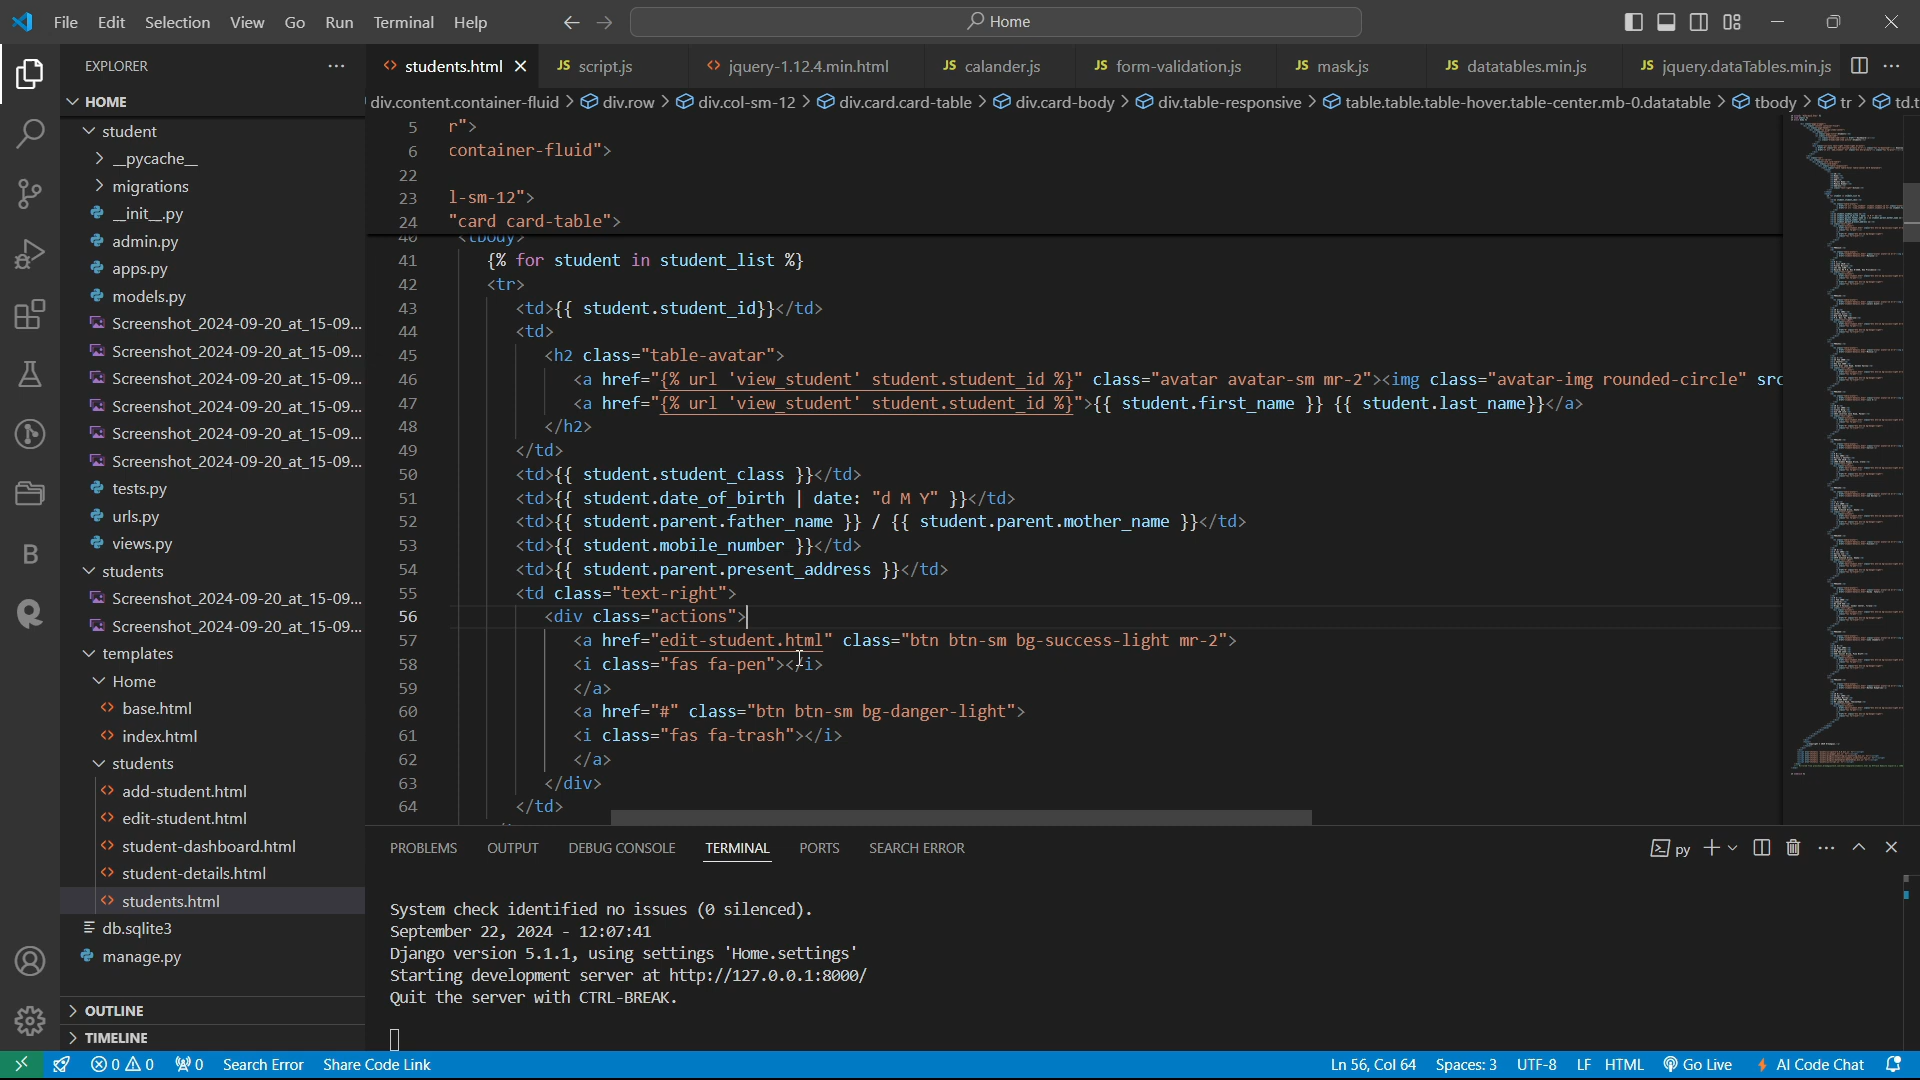 File Edit Selection View Go Run Terminal Help
Home
EXPLORER
HOME
student
__pycache__
migrations
__init__.py
admin.py
apps.py
models.py
Screenshot_2024-09-20_at_15-09...
Screenshot_2024-09-20_at_15-09...
Screenshot_2024-09-20_at_15-09...
Screenshot_2024-09-20_at_15-09...
Screenshot_2024-09-20_at_15-09...
Screenshot_2024-09-20_at_15-09...
tests.py
urls.py
views.py
students
Screenshot_2024-09-20_at_15-09...
Screenshot_2024-09-20_at_15-09...
templates
Home
base.html
index.html
students
add-student.html
edit-student.html
student-dashboard.html
student-details.html
students.html
db.sqlite3
manage.py
OUTLINE
TIMELINE
students.html JS script.js jquery-1.12.4.min.html JS calander.js JS form-validation.js JS mask.js JS datatables.min.js JS jquery.dataTables.min.js
div.content.container-fluid > div.row > div.col-sm-12 > div.card.card-table > div.card-body > div.table-responsive > table.table.table-hover.table-center.mb-0.datatable > tbody > tr > td.t
5 r">
6 container-fluid">
22
23 l-sm-12">
24 "card card-table">
40 <tbody>
41 {% for student in student_list %}
42 <tr>
43 <td>{{ student.student_id}}</td>
44 <td>
45 <h2 class="table-avatar">
46 <a href="{% url 'view_student' student.student_id %}" class="avatar avatar-sm mr-2"><img class="avatar-img rounded-circle" src
47 <a href="{% url 'view_student' student.student_id %}">{{ student.first_name }} {{ student.last_name}}</a>
48 </h2>
49 </td>
50 <td>{{ student.student_class }}</td>
51 <td>{{ student.date_of_birth | date: "d M Y" }}</td>
52 <td>{{ student.parent.father_name }} / {{ student.parent.mother_name }}</td>
53 <td>{{ student.mobile_number }}</td>
54 <td>{{ student.parent.present_address }}</td>
55 <td class="text-right">
56 <div class="actions">
57 <a href="edit-student.html" class="btn btn-sm bg-success-light mr-2">
58 <i class="fas fa-pen"></i>
59 </a>
60 <a href="#" class="btn btn-sm bg-danger-light">
61 <i class="fas fa-trash"></i>
62 </a>
63 </div>
64 </td>
PROBLEMS OUTPUT DEBUG CONSOLE TERMINAL PORTS SEARCH ERROR
py
System check identified no issues (0 silenced).
September 22, 2024 - 12:07:41
Django version 5.1.1, using settings 'Home.settings'
Starting development server at http://127.0.0.1:8000/
Quit the server with CTRL-BREAK.
0 0 0 Search Error Share Code Link Ln 56, Col 64 Spaces: 3 UTF-8 LF HTML Go Live AI Code Chat